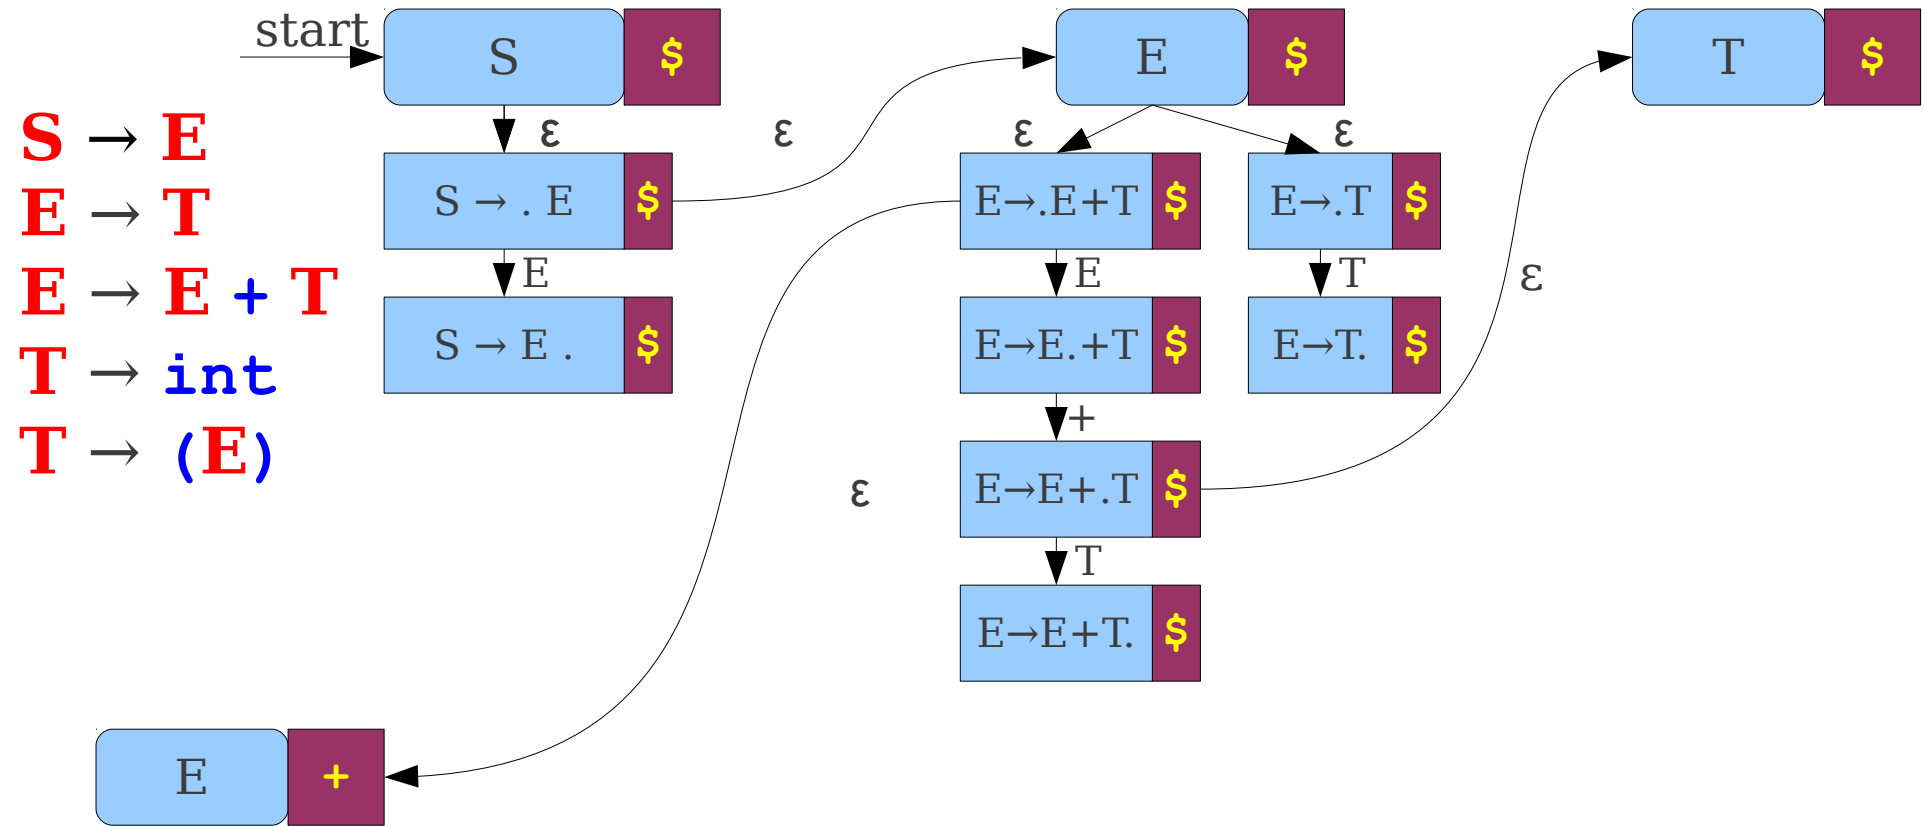 start
S $
E $
T $
ε
ε
ε
ε
S → E
E → T
E → E + T
T → int
T → (E)
S → . E $
E→.E+T $
E→.T $
E
E
T
ε
S → E . $
E→E.+T $
E→T. $
+
ε
E→E+.T $
T
E→E+T. $
E +